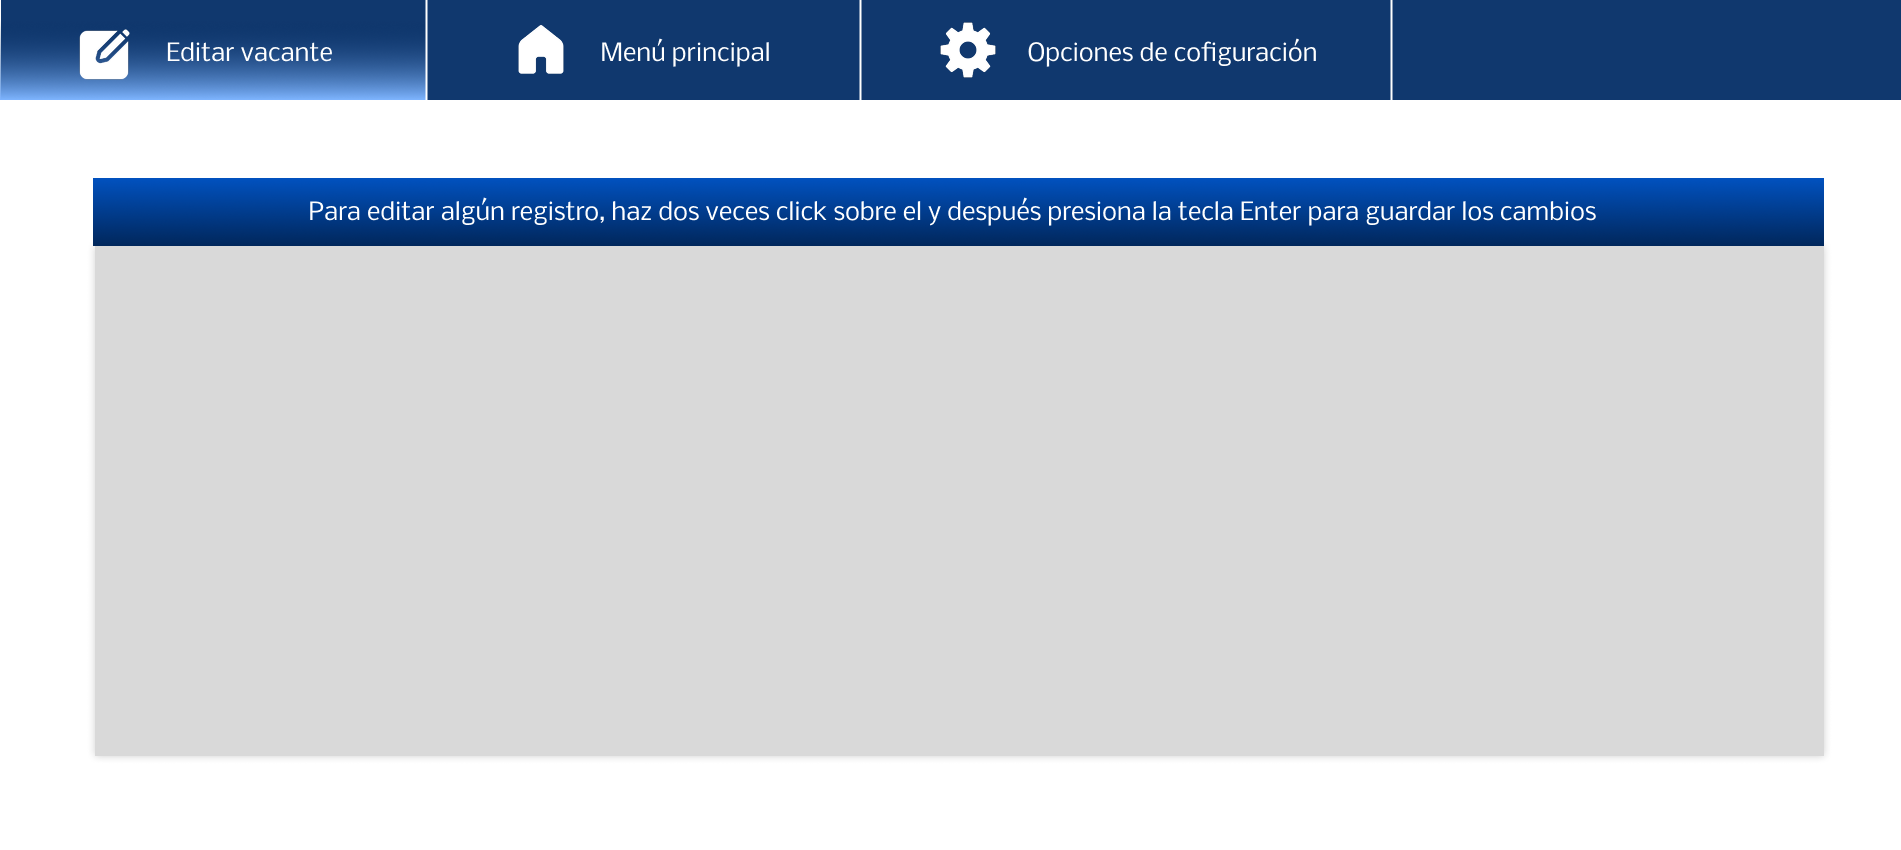 Editar vacante
Menú principal
Opciones de cofiguración
Para editar algún registro, haz dos veces click sobre el y después presiona la tecla Enter para guardar los cambios